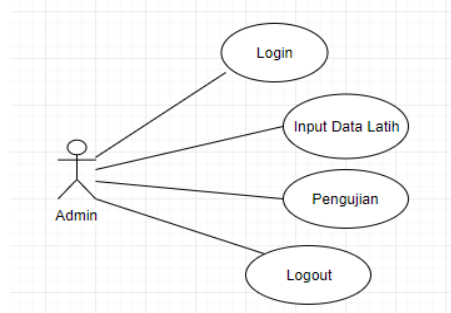 Login
Input Data Latih
Pengujian
Admin
Logout